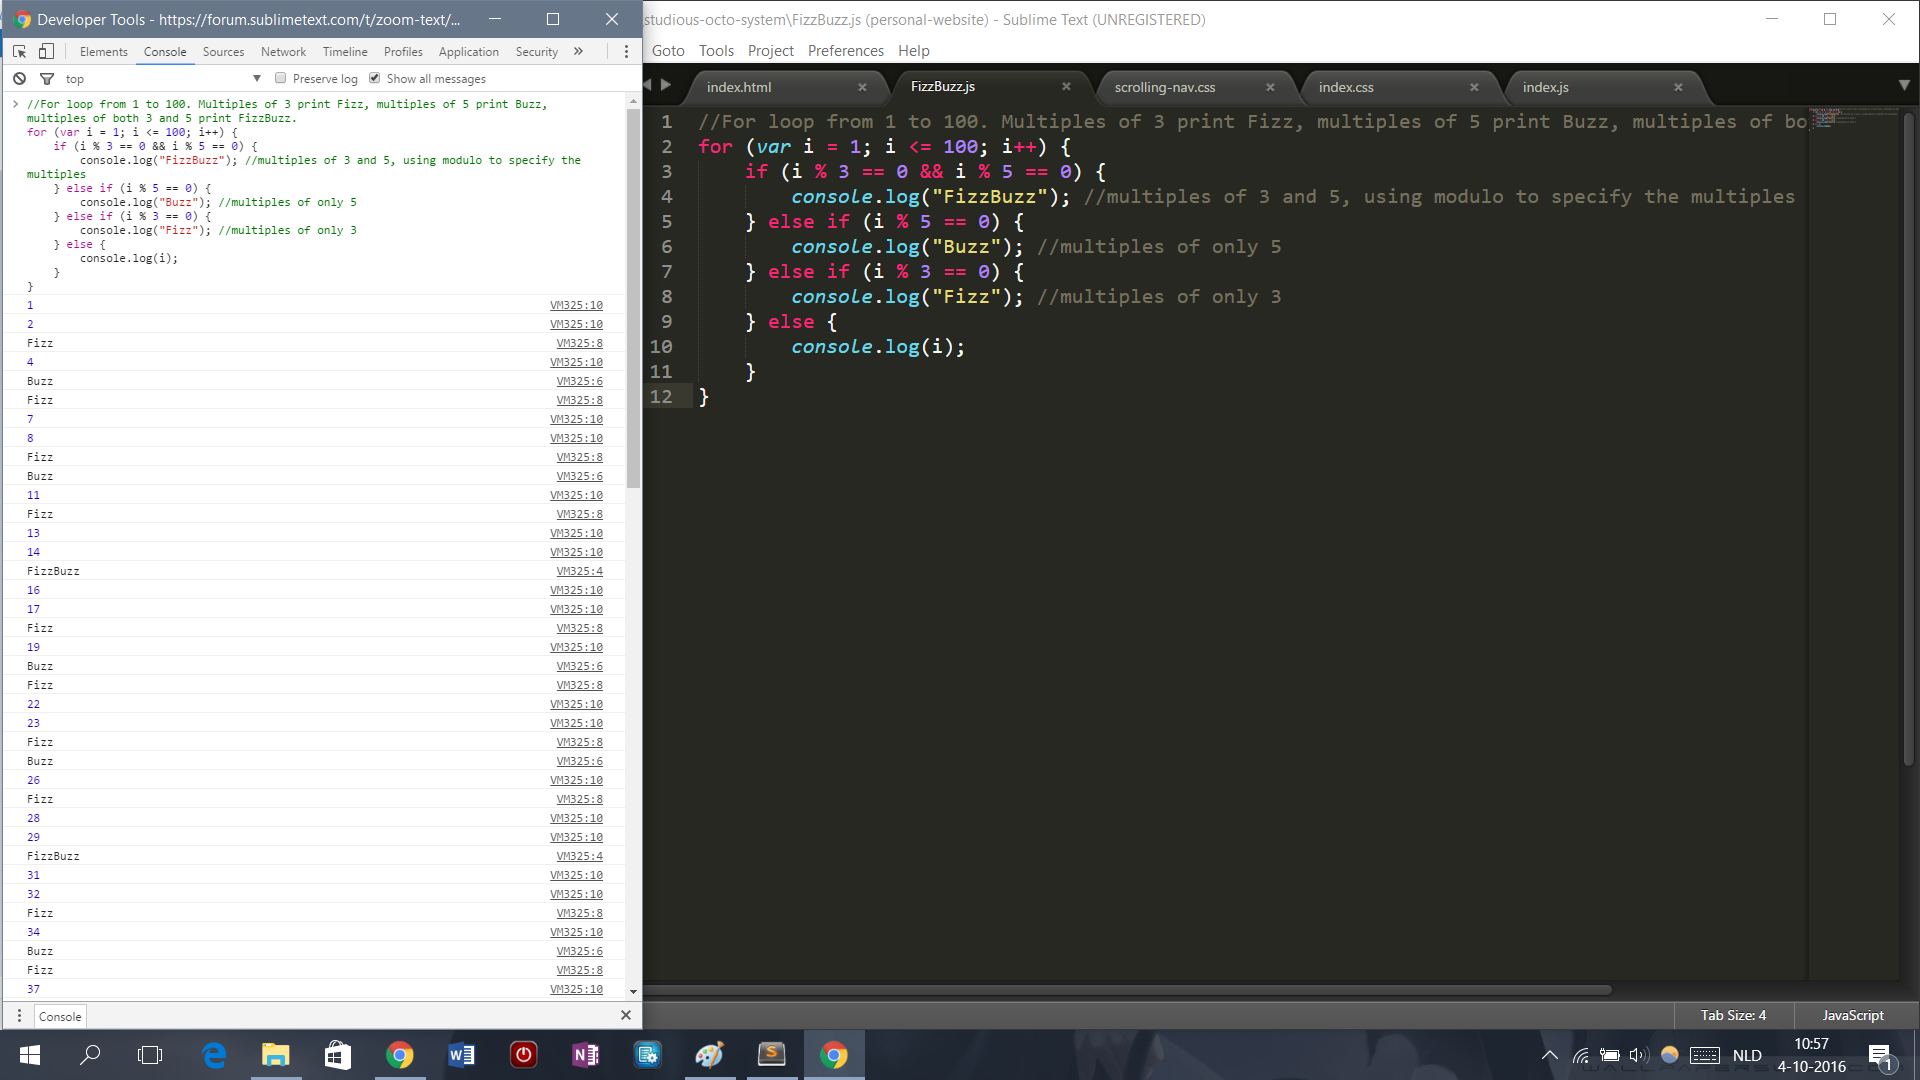 Developer Tools - https://forum.sublimetext.com/t/zoom-text/...
Elements Console Sources Network Timeline Profiles Application Security »
top Preserve log Show all messages
> //For loop from 1 to 100. Multiples of 3 print Fizz, multiples of 5 print Buzz,
multiples of both 3 and 5 print FizzBuzz.
for (var i = 1; i <= 100; i++) {
if (i % 3 == 0 && i % 5 == 0) {
console.log("FizzBuzz"); //multiples of 3 and 5, using modulo to specify the
multiples
} else if (i % 5 == 0) {
console.log("Buzz"); //multiples of only 5
} else if (i % 3 == 0) {
console.log("Fizz"); //multiples of only 3
} else {
console.log(i);
}
}
1 VM325:10
2 VM325:10
Fizz VM325:8
4 VM325:10
Buzz VM325:6
Fizz VM325:8
7 VM325:10
8 VM325:10
Fizz VM325:8
Buzz VM325:6
11 VM325:10
Fizz VM325:8
13 VM325:10
14 VM325:10
FizzBuzz VM325:4
16 VM325:10
17 VM325:10
Fizz VM325:8
19 VM325:10
Buzz VM325:6
Fizz VM325:8
22 VM325:10
23 VM325:10
Fizz VM325:8
Buzz VM325:6
26 VM325:10
Fizz VM325:8
28 VM325:10
29 VM325:10
FizzBuzz VM325:4
31 VM325:10
32 VM325:10
Fizz VM325:8
34 VM325:10
Buzz VM325:6
Fizz VM325:8
37 VM325:10
Console
studious-octo-system\FizzBuzz.js (personal-website) - Sublime Text (UNREGISTERED)
Goto Tools Project Preferences Help
index.html FizzBuzz.js scrolling-nav.css index.css index.js
1 //For loop from 1 to 100. Multiples of 3 print Fizz, multiples of 5 print Buzz, multiples of bo
2 for (var i = 1; i <= 100; i++) {
3 if (i % 3 == 0 && i % 5 == 0) {
4 console.log("FizzBuzz"); //multiples of 3 and 5, using modulo to specify the multiples
5 } else if (i % 5 == 0) {
6 console.log("Buzz"); //multiples of only 5
7 } else if (i % 3 == 0) {
8 console.log("Fizz"); //multiples of only 3
9 } else {
10 console.log(i);
11 }
12 }
Tab Size: 4 JavaScript
NLD
10:57
4-10-2016
1